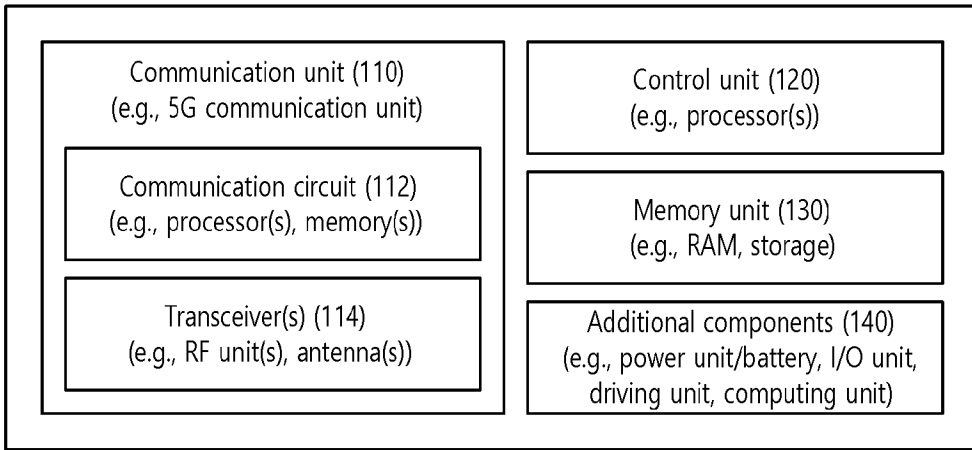 Communication unit (110)
(e.g., 5G communication unit)
Communication circuit (112)
(e.g., processor(s), memory(s))
Transceiver(s) (114)
(e.g., RF unit(s), antenna(s))
Control unit (120)
(e.g., processor(s))
Memory unit (130)
(e.g., RAM, storage)
Additional components (140)
(e.g., power unit/battery, I/O unit,
driving unit, computing unit)